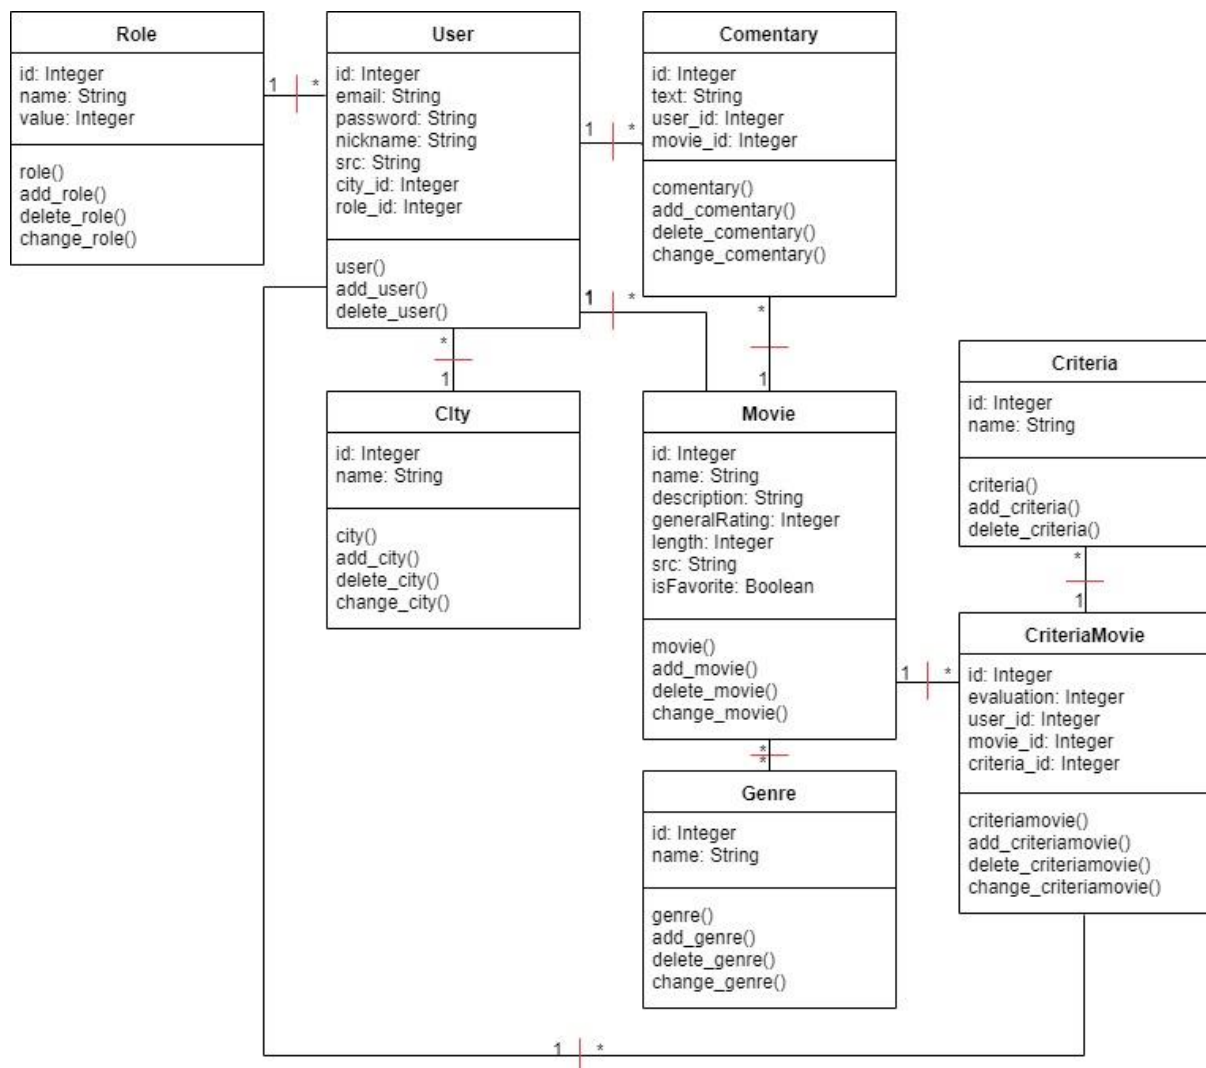 Role
id: Integer
name: String
value: Integer
role()
add_role()
delete_role()
change_role()
1
*
User
id: Integer
email: String
password: String
nickname: String
src: String
city_id: Integer
role_id: Integer
user()
add_user()
delete_user()
1
*
Comentary
id: Integer
text: String
user_id: Integer
movie_id: Integer
comentary()
add_comentary()
delete_comentary()
change_comentary()
1
*
*
1
*
1
CIty
id: Integer
name: String
city()
add_city()
delete_city()
change_city()
Movie
id: Integer
name: String
description: String
generalRating: Integer
length: Integer
src: String
isFavorite: Boolean
movie()
add_movie()
delete_movie()
change_movie()
Criteria
id: Integer
name: String
criteria()
add_criteria()
delete_criteria()
*
1
1
*
CriteriaMovie
id: Integer
evaluation: Integer
user_id: Integer
movie_id: Integer
criteria_id: Integer
criteriamovie()
add_criteriamovie()
delete_criteriamovie()
change_criteriamovie()
*
*
Genre
id: Integer
name: String
genre()
add_genre()
delete_genre()
change_genre()
1
*